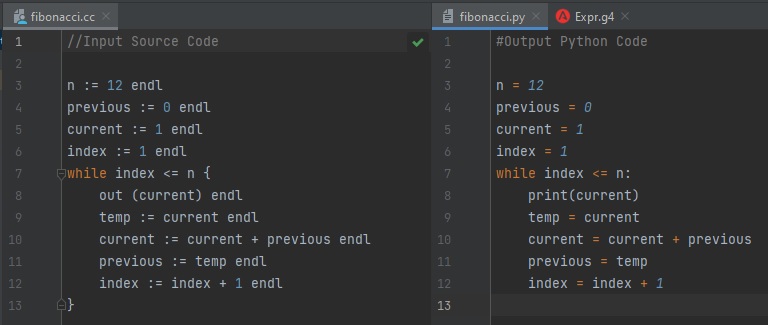 fibonacci.cc
1 //Input Source Code
2
3 n := 12 endl
4 previous := 0 endl
5 current := 1 endl
6 index := 1 endl
7 while index <= n {
8     out (current) endl
9     temp := current endl
10     current := current + previous endl
11     previous := temp endl
12     index := index + 1 endl
13 }
fibonacci.py A Expr.g4
1 #Output Python Code
2
3 n = 12
4 previous = 0
5 current = 1
6 index = 1
7 while index <= n:
8     print(current)
9     temp = current
10     current = current + previous
11     previous = temp
12     index = index + 1
13